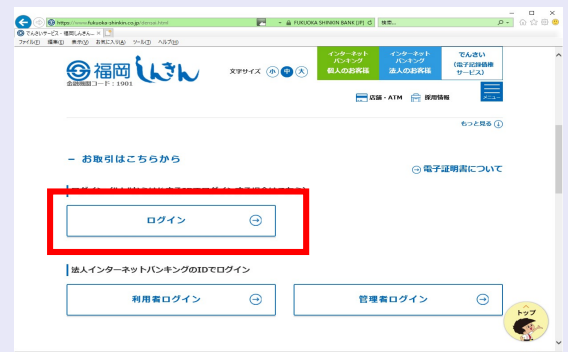 https://www.fukuoka-shinkin.co.jp/densai.html
FUKUOKA SHINKIN BANK [JP]
検索...
でんさいサービス - 福岡しんきん...
ファイル(F) 編集(E) 表示(V) お気に入り(A) ツール(T) ヘルプ(H)
福岡しんきん
金融機関コード:1901
文字サイズ 小 中 大
インターネット
バンキング
個人のお客様
インターネット
バンキング
法人のお客様
でんさい
(電子記録債権
サービス)
店舗・ATM 採用情報
メニュー
もっと見る
お取引はこちらから
電子証明書について
ログイン
法人インターネットバンキングのIDでログイン
利用者ログイン
管理者ログイン
トップ